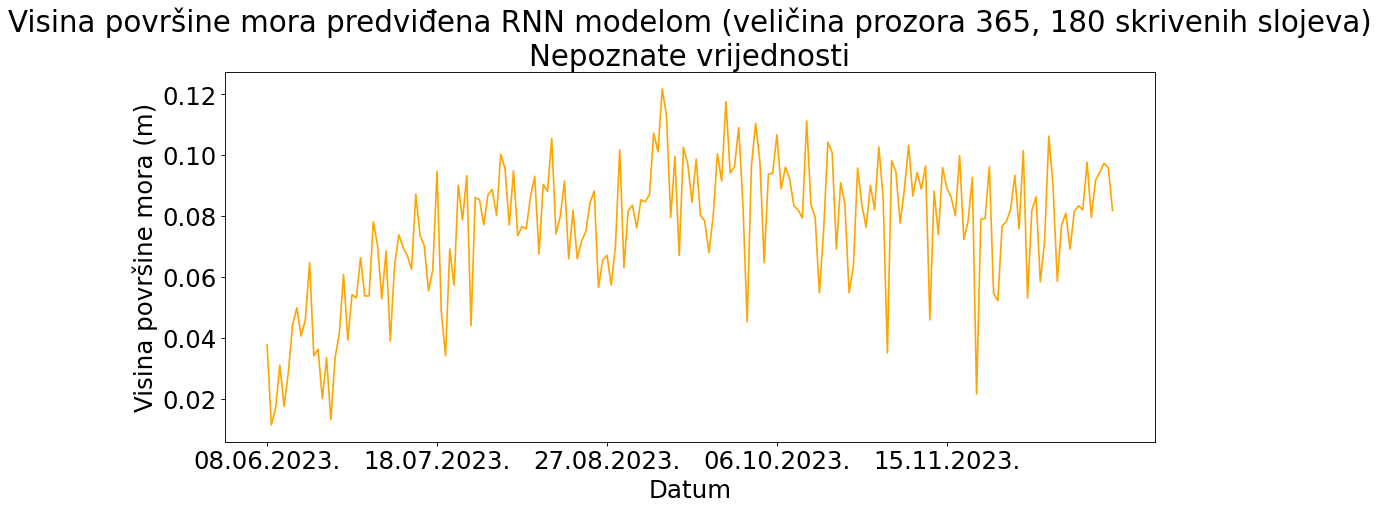 Visina površine mora predviđena RNN modelom (veličina prozora 365, 180 skrivenih slojeva)
Nepoznate vrijednosti
Visina površine mora (m)
0.12
0.10
0.08
0.06
0.04
0.02
08.06.2023. 18.07.2023. 27.08.2023. 06.10.2023. 15.11.2023.
Datum